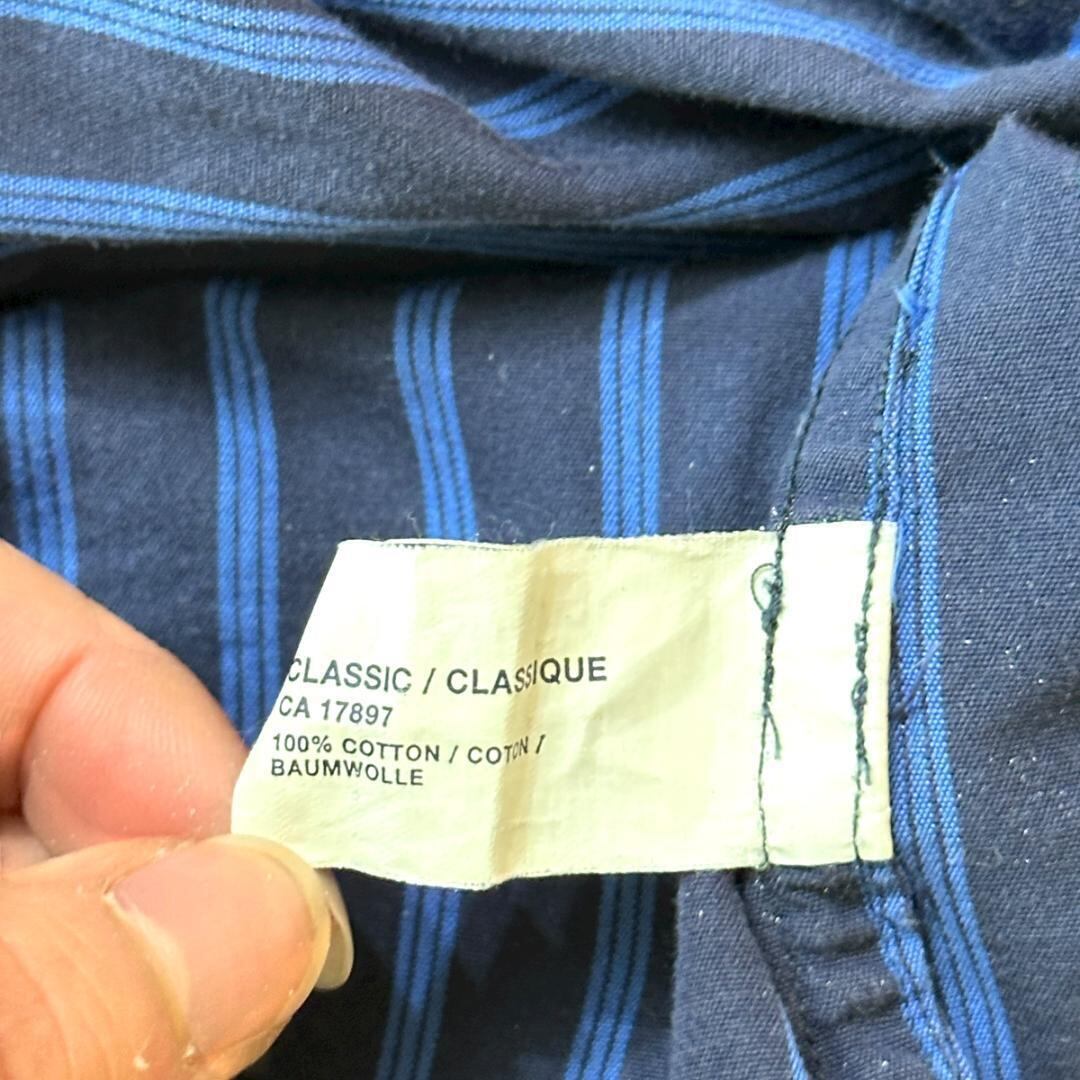 CLASSIC / CLASSIQUE
CA 17897
100% COTTON / COTON /
BAUMWOLLE